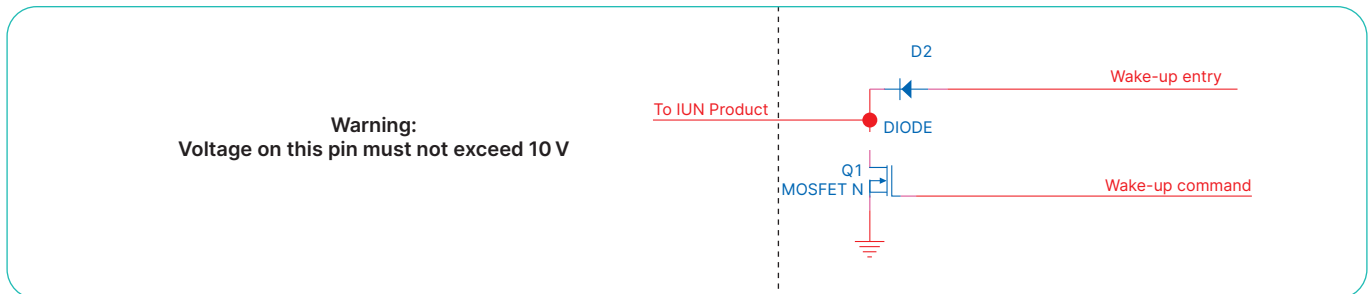 D2
Wake-up entry
To IUN Product
Warning:
DIODE
Voltage on this pin must not exceed 10 V
Q1
MOSFET N
Wake-up command